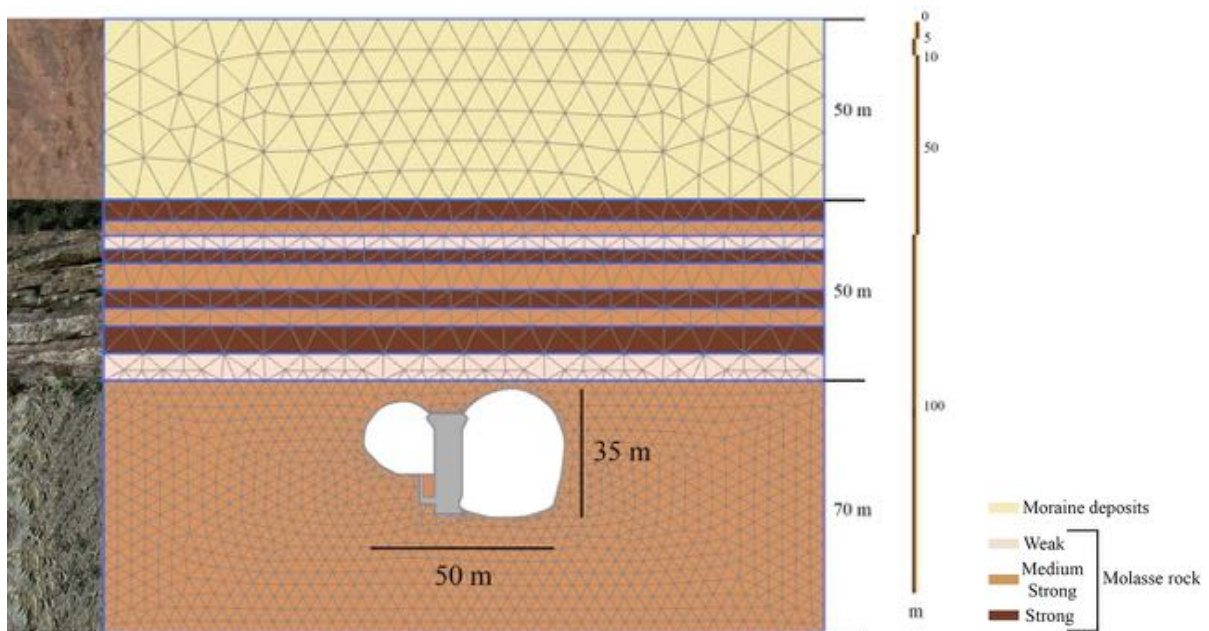 0
5
10
50 m
50
50 m
100
35 m
50 m
70 m
Moraine deposits
Weak
Medium
Strong
Molasse rock
m
Strong